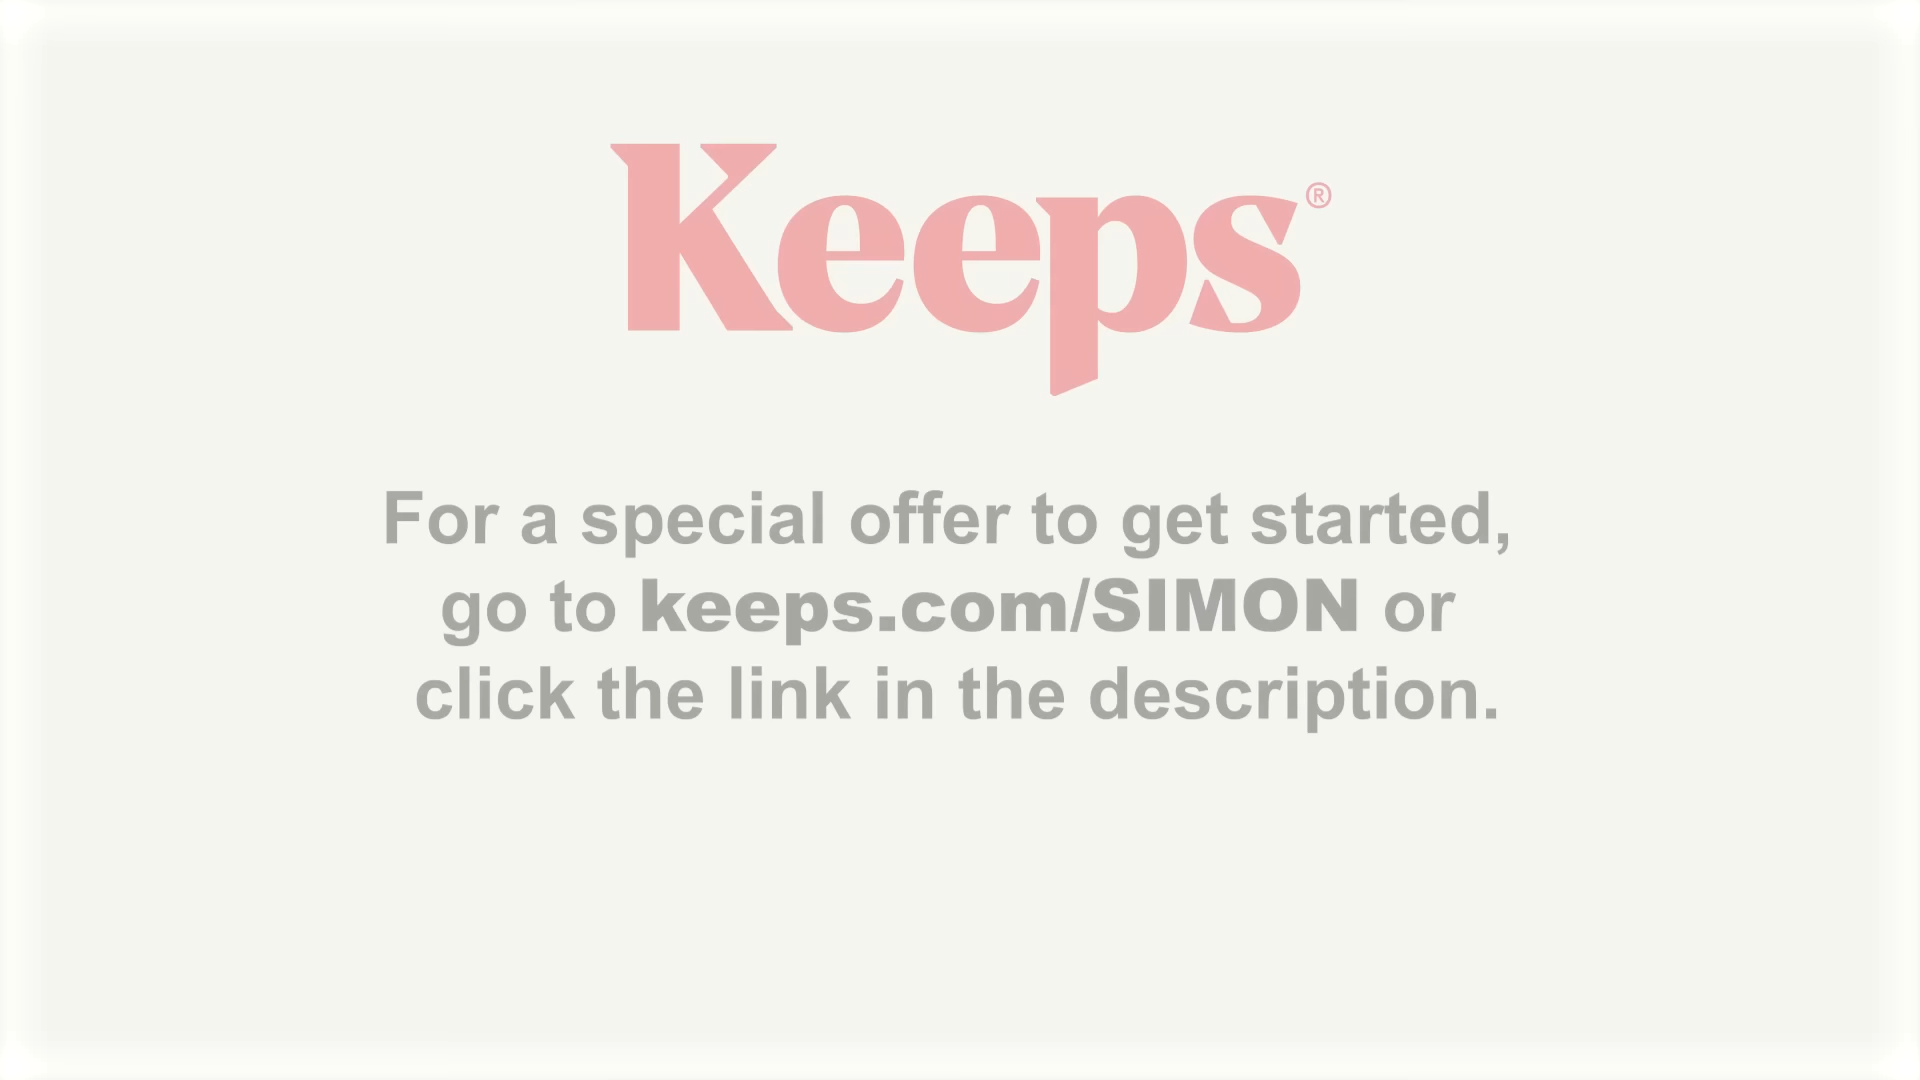 Keeps®
For a special offer to get started,
go to keeps.com/SIMON or
click the link in the description.